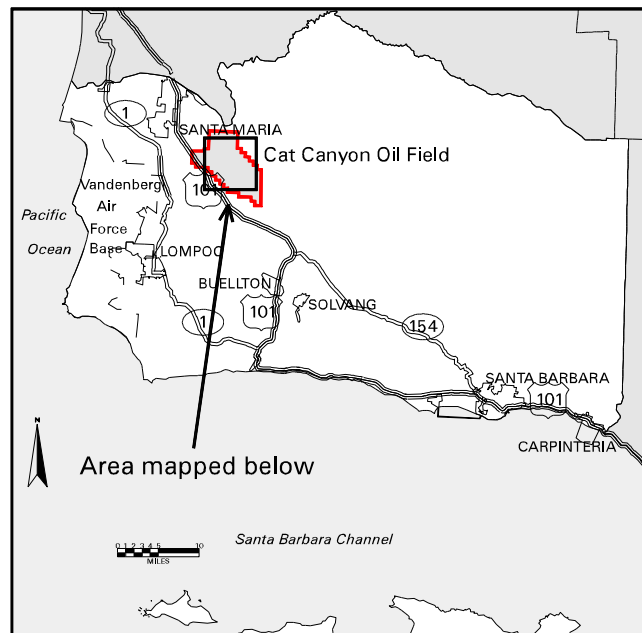 1
SANTA MARIA
Cat Canyon Oil Field
Vandenberg
101
Air
Pacific
Force
Ocean
Base
LOMPOC
BUELLTON
SOLVANG
101
1
154
SANTA BARBARA
101
N
CARPINTERIA
Area mapped below
Santa Barbara Channel
0 1 2 3 4 5 10
MILES